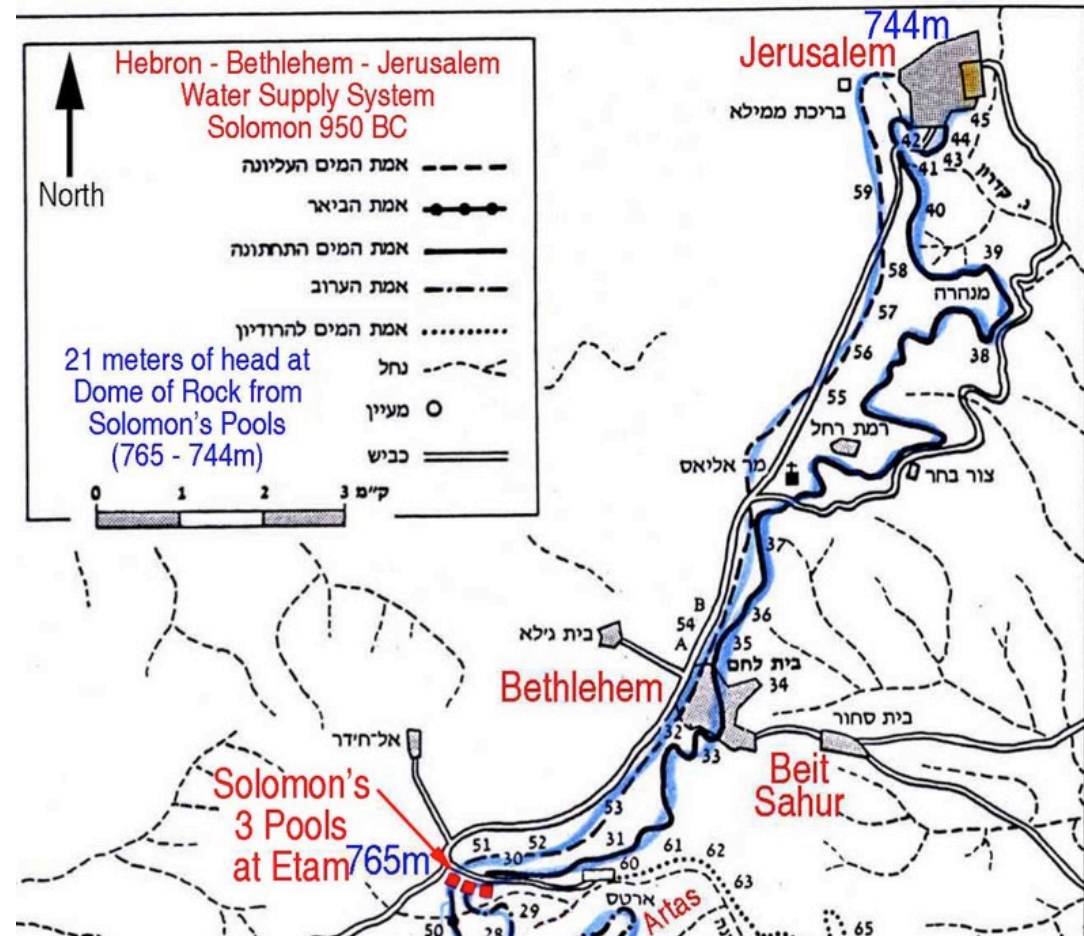 Hebron - Bethlehem - Jerusalem
Water Supply System
Solomon 950 BC
North
אמת המים העליונה
אמת הביאר
אמת המים התחתונה
אמת הערוב
אמת המים להרודיון
נחל
מעיין
כביש
21 meters of head at
Dome of Rock from
Solomon's Pools
(765 - 744m)
0 1 2 3 ק"מ
744m
Jerusalem
בריכת ממילא
45
44
42
43
41
נ. קדרון
59
40
39
58
מנהרה
57
38
56
55
רמת רחל
מר אליאס
צור בחר
37
B
54
A
36
35
בית ג'לא
בית לחם
34
Bethlehem
32
33
בית סחור
Beit
Sahur
אל-חידר
Solomon's
3 Pools
at Etam
765m
53
52
51
30
31
60
61
62
63
ארטס
Artas
29
28
50
65